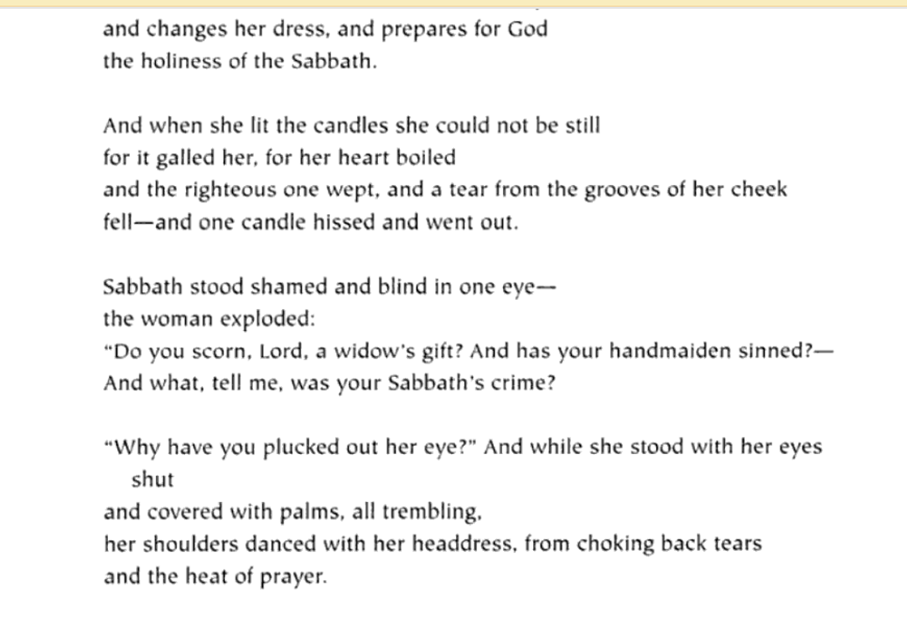 and changes her dress, and prepares for God
the holiness of the Sabbath.
And when she lit the candles she could not be still
for it galled her, for her heart boiled
and the righteous one wept, and a tear from the grooves of her cheek
fell—and one candle hissed and went out.
Sabbath stood shamed and blind in one eye—
the woman exploded:
“Do you scorn, Lord, a widow's gift? And has your handmaiden sinned?—
And what, tell me, was your Sabbath's crime?
“Why have you plucked out her eye?” And while she stood with her eyes
shut
and covered with palms, all trembling,
her shoulders danced with her headdress, from choking back tears
and the heat of prayer.